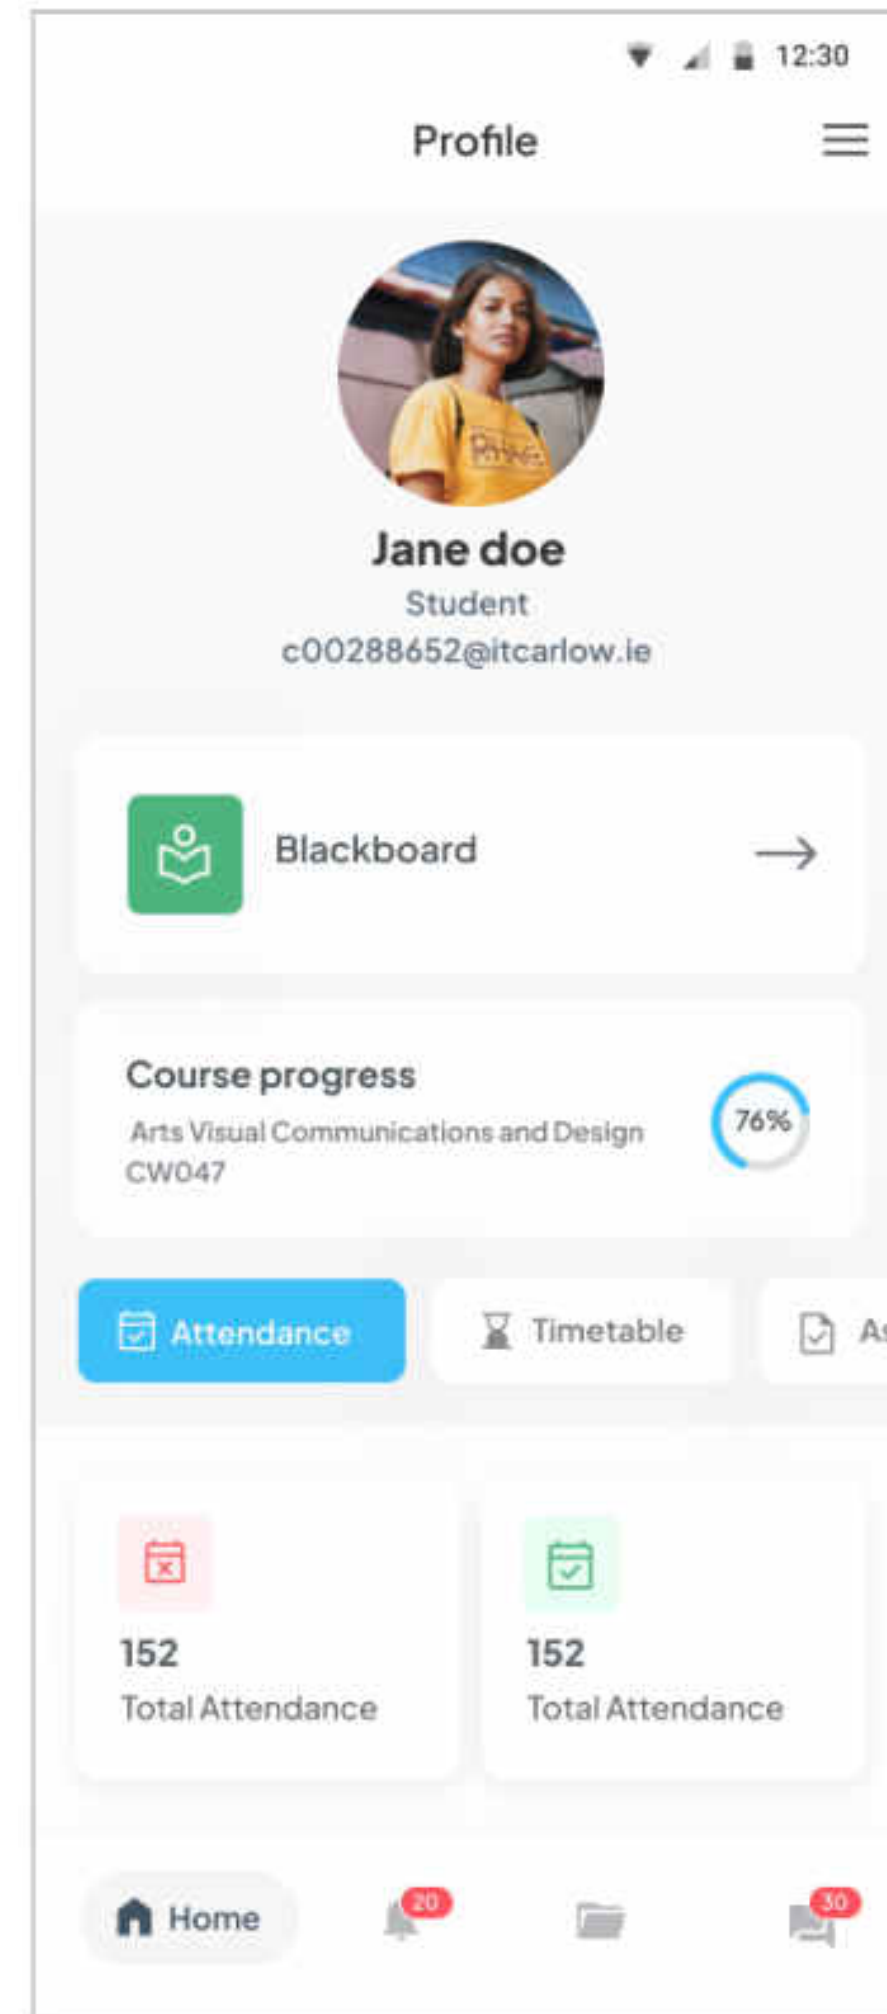 12:30
Profile
Jane doe
Student
c00288652@itcarlow.ie
Blackboard
Course progress
76%
Arts Visual Communications and Design
CW047
Attendance
Timetable
As
152
Total Attendance
152
Total Attendance
Home
20
30